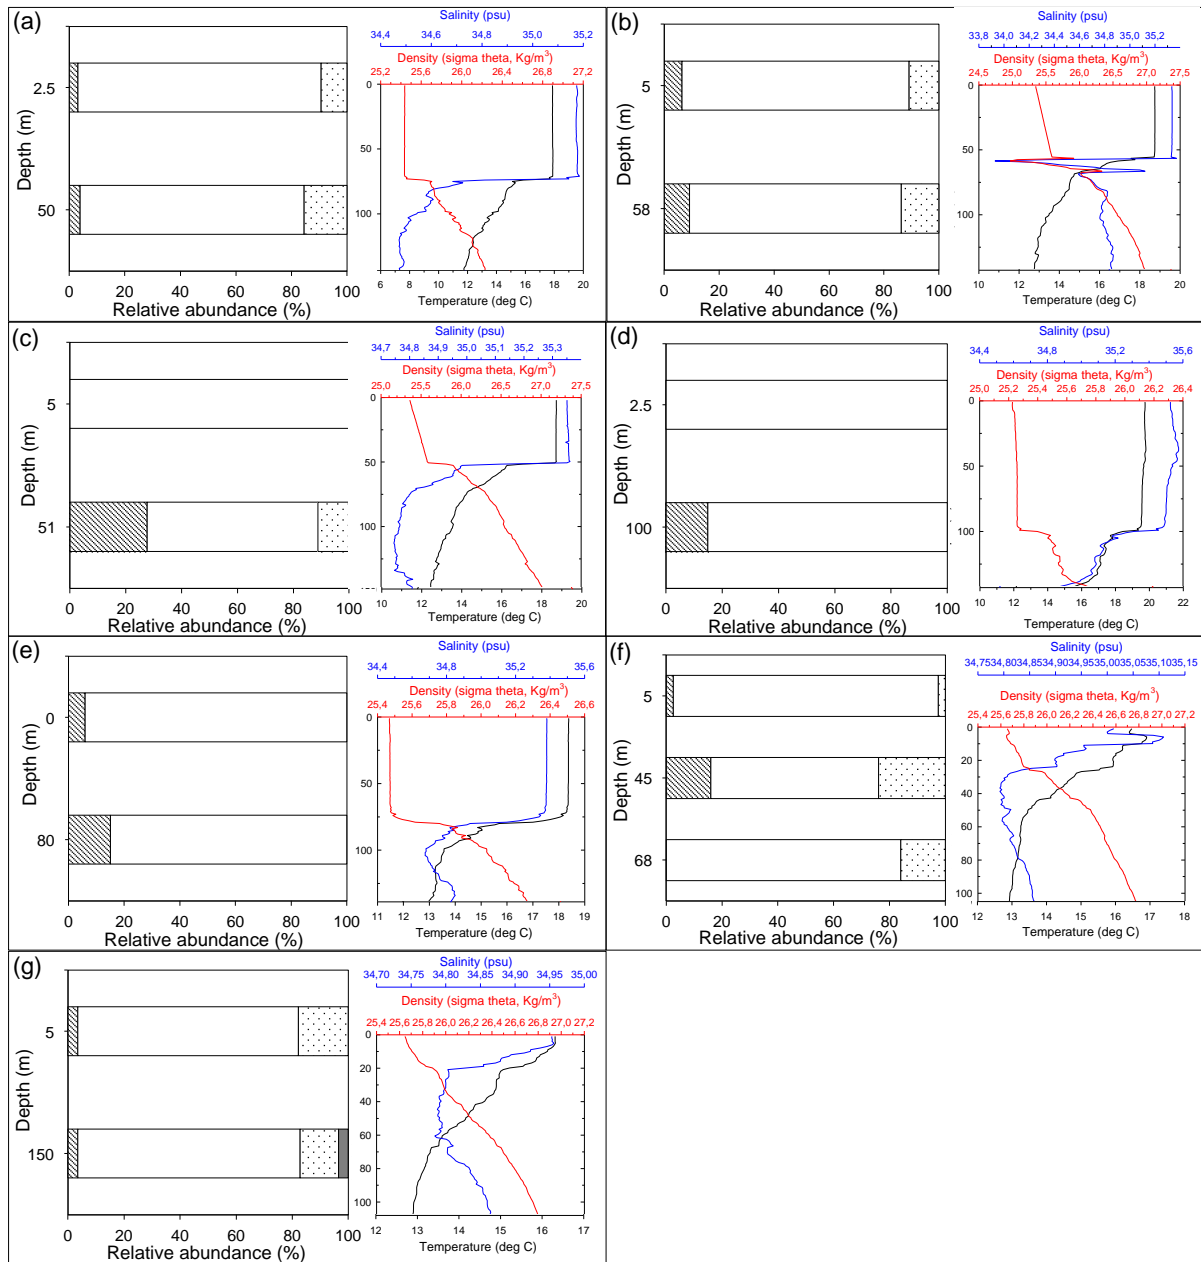 (a)
Depth (m)
2.5
50
0 20 40 60 80 100
Relative abundance (%)
Salinity (psu)
34,4 34,6 34,8 35,0 35,2
Density (sigma theta, Kg/m3)
25,2 25,6 26,0 26,4 26,8 27,2
0
50
100
6 8 10 12 14 16 18 20
Temperature (deg C)
(b)
Depth (m)
5
58
0 20 40 60 80 100
Relative abundance (%)
Salinity (psu)
33,8 34,0 34,2 34,4 34,6 34,8 35,0 35,2
Density (sigma theta, Kg/m3)
24,5 25,0 25,5 26,0 26,5 27,0 27,4
0
50
100
10 12 14 16 18 20
Temperature (deg C)
(c)
Depth (m)
5
51
0 20 40 60 80 100
Relative abundance (%)
Salinity (psu)
34,7 34,8 34,9 35,0 35,1 35,2 35,3
Density (sigma theta, Kg/m3)
25,0 25,5 26,0 26,5 27,0 27,5
0
50
100
10 12 14 16 18 20
Temperature (deg C)
(d)
Depth (m)
2.5
100
0 20 40 60 80 100
Relative abundance (%)
Salinity (psu)
34,4 34,8 35,2 35,6
Density (sigma theta, Kg/m3)
25,0 25,2 25,4 25,6 25,8 26,0 26,2 26,4
0
50
100
10 12 14 16 18 20 22
Temperature (deg C)
(e)
Depth (m)
0
80
0 20 40 60 80 100
Relative abundance (%)
Salinity (psu)
34,4 34,8 35,2 35,6
Density (sigma theta, Kg/m3)
25,4 25,6 25,8 26,0 26,2 26,4 26,6
0
50
100
11 12 13 14 15 16 17 18 19
Temperature (deg C)
(f)
Depth (m)
5
45
68
0 20 40 60 80 100
Relative abundance (%)
Salinity (psu)
34,75 34,80 34,85 34,90 34,95 35,00 35,05 35,10 35,15
Density (sigma theta, Kg/m3)
25,4 25,6 25,8 26,0 26,2 26,4 26,6 26,8 27,0 27,2
0
20
40
60
80
100
12 13 14 15 16 17 18
Temperature (deg C)
(g)
Depth (m)
5
150
0 20 40 60 80 100
Relative abundance (%)
Salinity (psu)
34,70 34,75 34,80 34,85 34,90 34,95 35,00
Density (sigma theta, Kg/m3)
25,4 25,6 25,8 26,0 26,2 26,4 26,6 26,8 27,0 27,2
0
20
40
60
80
100
12 13 14 15 16 17
Temperature (deg C)